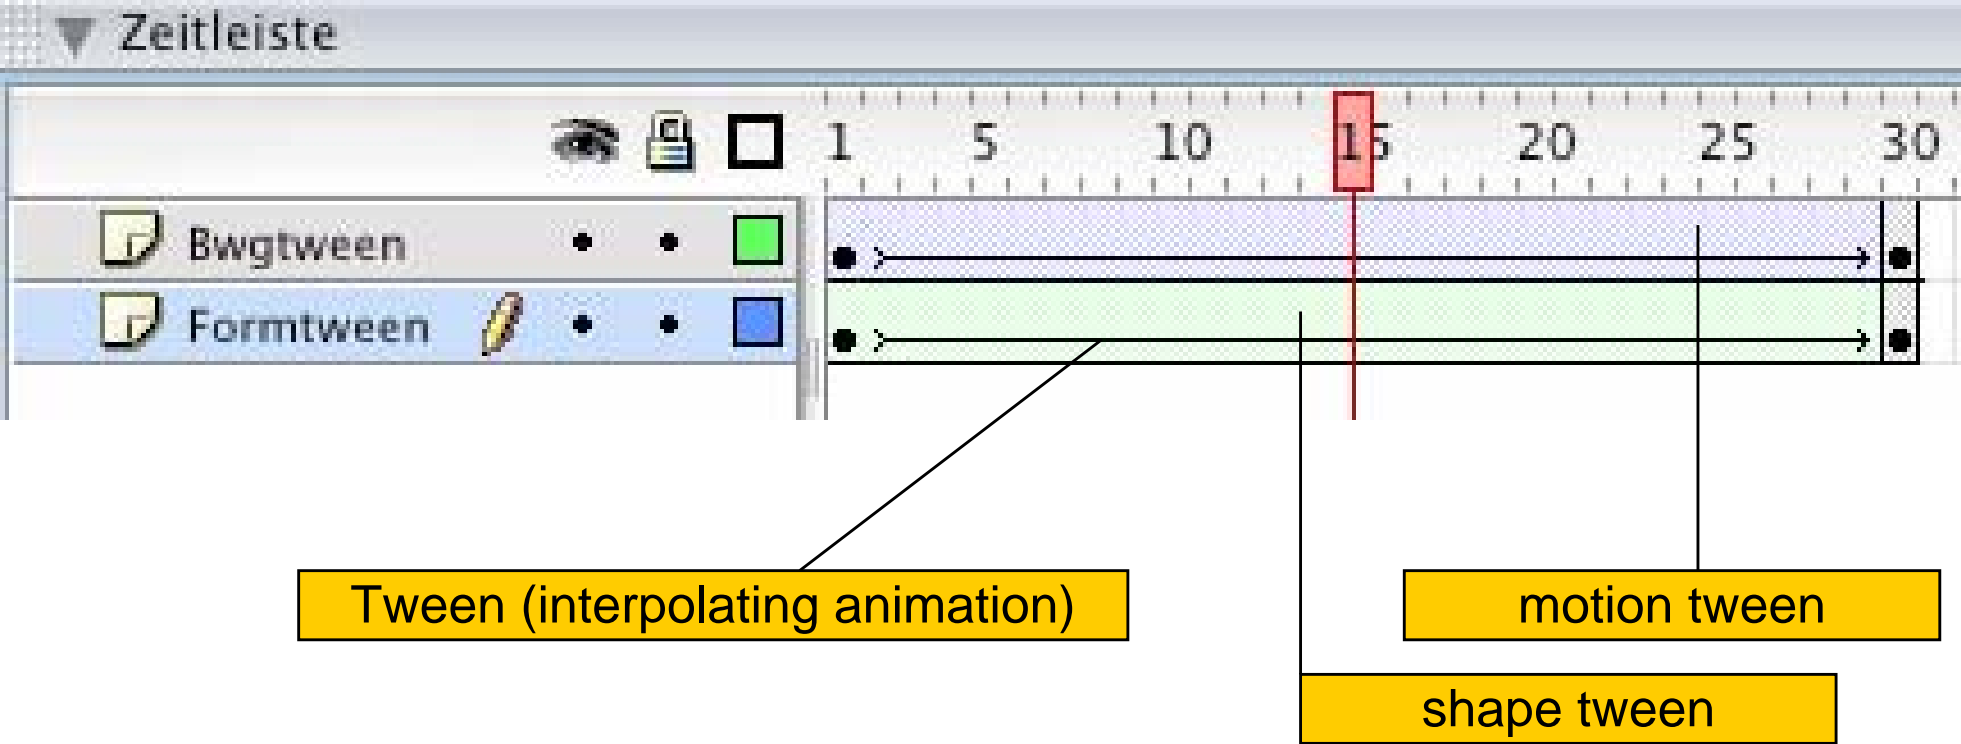 Zeitleiste
1 5 10 15 20 25 30
Bwgtween
Formtween
Tween (interpolating animation)
motion tween
shape tween